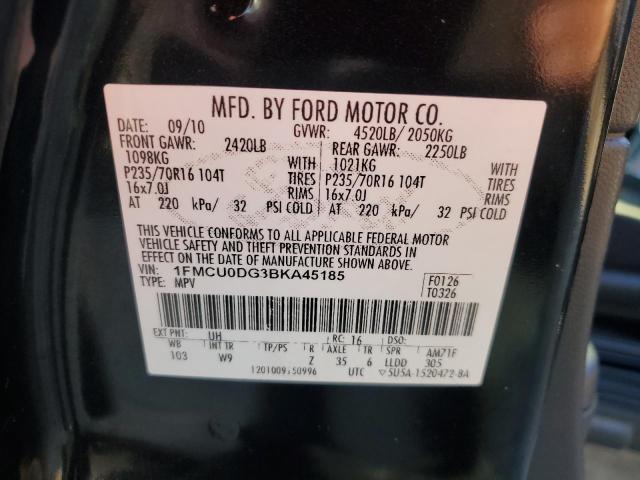 MFD. BY FORD MOTOR CO.
DATE: 09/10 GVWR: 4520LB/ 2050KG
FRONT GAWR: 2420LB REAR GAWR: 2250LB
1098KG WITH 1021KG WITH
P235/70R16 104T TIRES P235/70R16 104T TIRES
16x7.0J RIMS 16x7.0J RIMS
AT 220 kPa/ 32 PSI COLD AT 220 kPa/ 32 PSI COLD
THIS VEHICLE CONFORMS TO ALL APPLICABLE FEDERAL MOTOR
VEHICLE SAFETY AND THEFT PREVENTION STANDARDS IN
EFFECT ON THE DATE OF MANUFACTURE SHOWN ABOVE.
VIN: 1FMCU0DG3BKA45185 F0126
TYPE: MPV T0326
EXT PNT: UH RC: 16 DSO:
WB INT TR TP/PS R AXLE TR SPR AM71F
103 W9 Z 35 6 LLDD 305
1201009150996 UTC 5U5A-1520472-BA